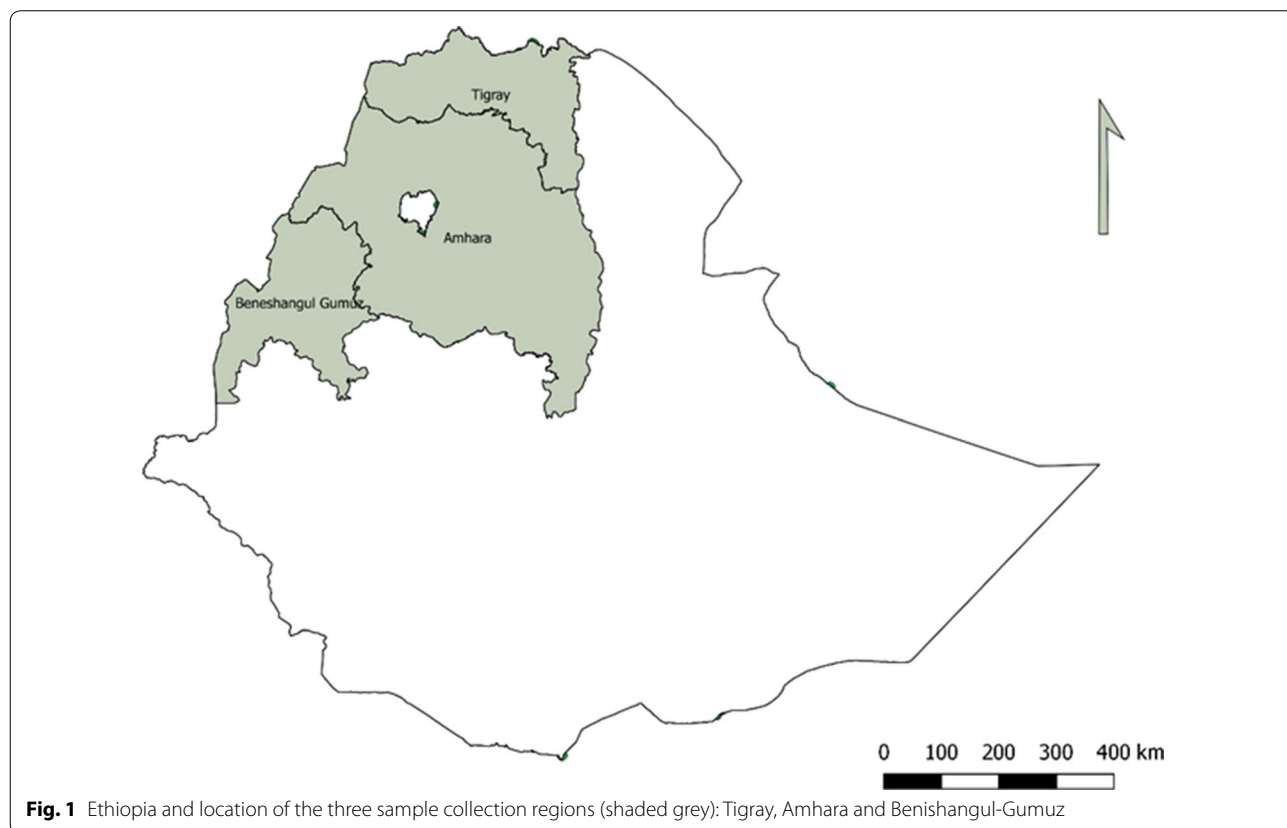 Tigray
Amhara
Beneshangul Gumuz
0 100 200 300 400 km
Fig. 1 Ethiopia and location of the three sample collection regions (shaded grey): Tigray, Amhara and Benishangul-Gumuz